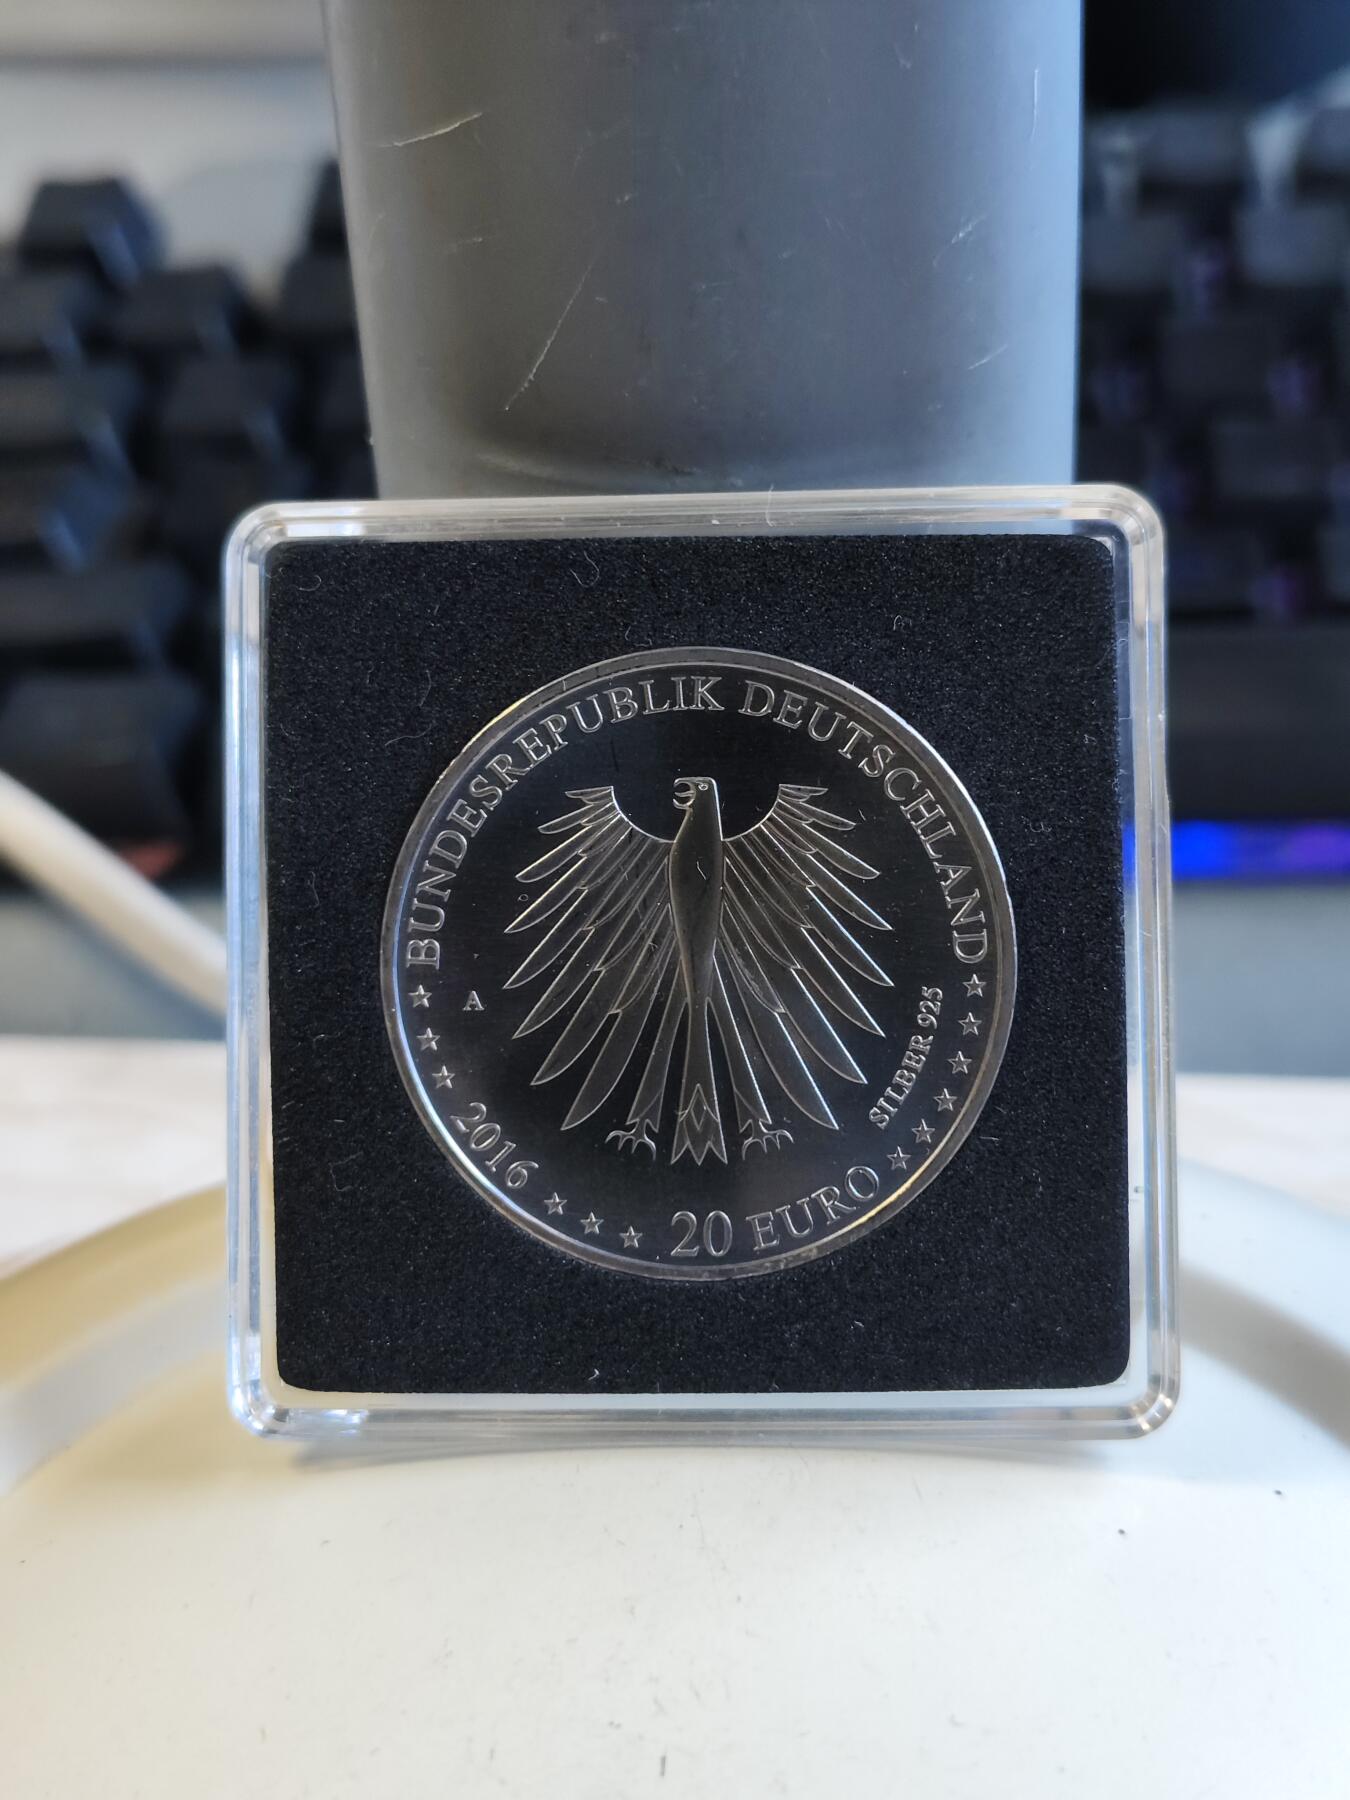 BUNDESREPUBLIK DEUTSCHLAND
A
SILBER 925
2016
20 EURO